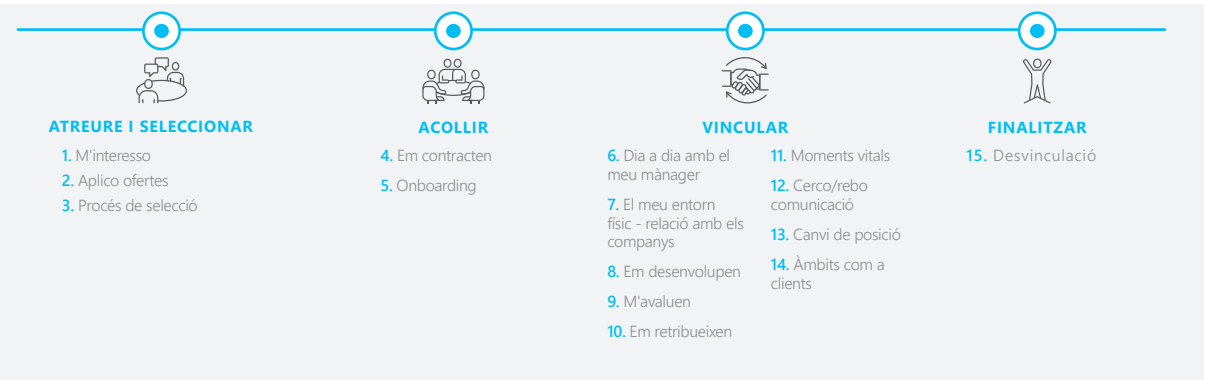 ATREURE I SELECCIONAR
1. M'interesso
2. Aplico ofertes
3. Procés de selecció
ACOLLIR
4. Em contracten
5. Onboarding
VINCULAR
6. Dia a dia amb el
meu mànager
7. El meu entorn
físic - relació amb els
companys
8. Em desenvolupen
9. M'avaluen
10. Em retribueixen
11. Moments vitals
12. Cerco/rebo
comunicació
13. Canvi de posició
14. Àmbits com a
clients
FINALITZAR
15. Desvinculació